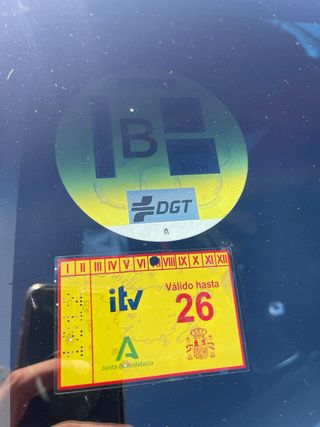 B
DGT
I II III IV V VI VIII IX X XI XII
itv
Válido hasta
26
Junta de Andalucía